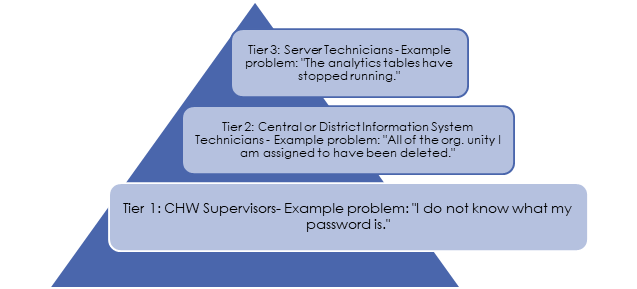 Tier 3: Server Technicians - Example
problem: "The analytics tables have
stopped running."
Tier 2: Central or District Information System
Technicians - Example problem: "All of the org. unity I
am assigned to have been deleted."
Tier 1: CHW Supervisors- Example problem: "I do not know what my
password is."